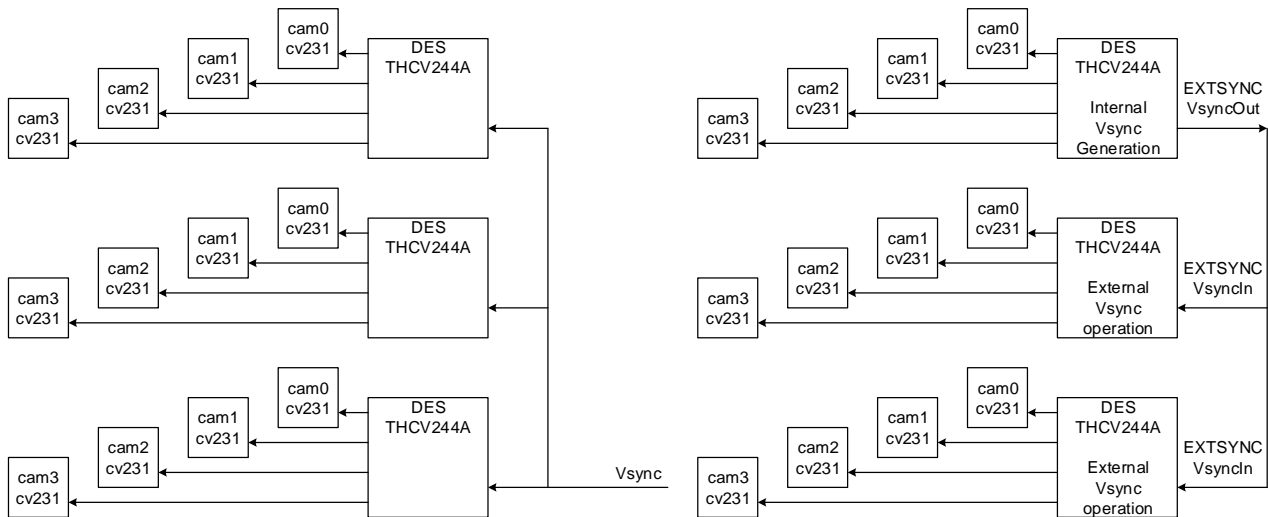 cam0
cv231
cam1
cv231
cam2
cv231
cam3
cv231
DES
THCV244A
cam0
cv231
cam1
cv231
cam2
cv231
cam3
cv231
DES
THCV244A
cam0
cv231
cam1
cv231
cam2
cv231
cam3
cv231
DES
THCV244A
Vsync
cam0
cv231
cam1
cv231
cam2
cv231
cam3
cv231
DES
THCV244A
Internal
Vsync
Generation
EXTSYNC
VsyncOut
cam0
cv231
cam1
cv231
cam2
cv231
cam3
cv231
DES
THCV244A
External
Vsync
operation
EXTSYNC
VsyncIn
cam0
cv231
cam1
cv231
cam2
cv231
cam3
cv231
DES
THCV244A
External
Vsync
operation
EXTSYNC
VsyncIn